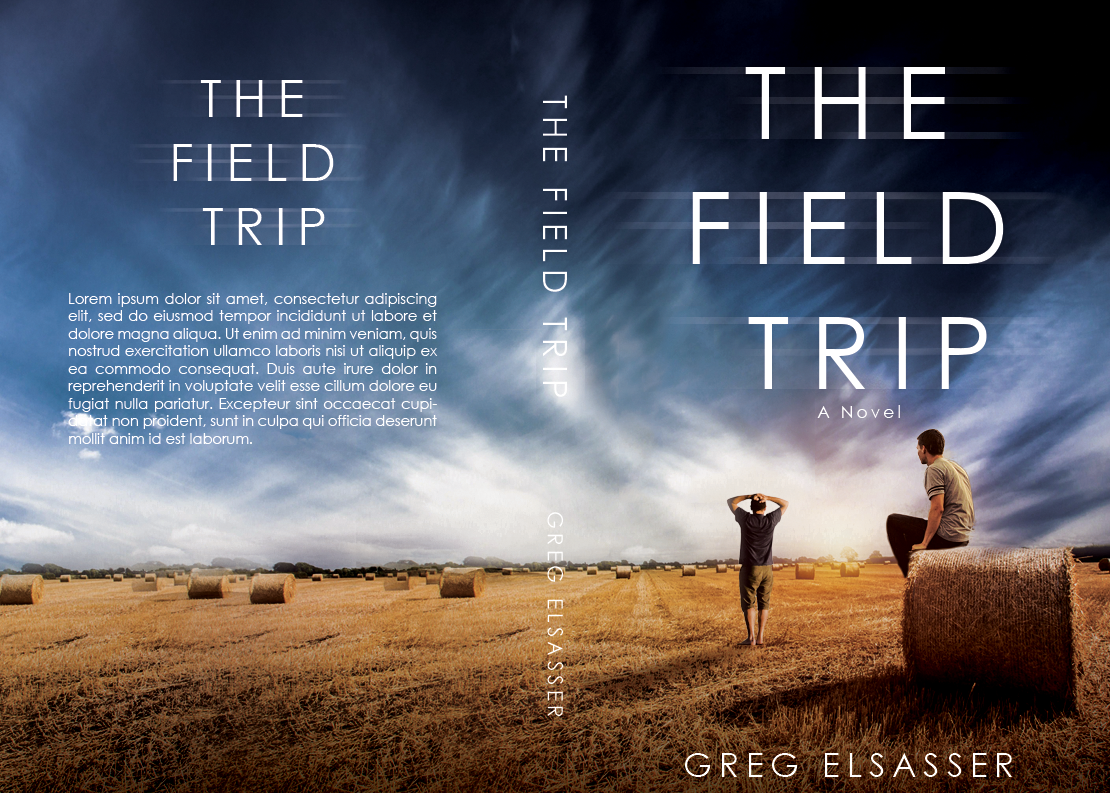 THE
FIELD
TRIP
Lorem ipsum dolor sit amet, consectetur adipiscing
elit, sed do eiusmod tempor incididunt ut labore et
dolore magna aliqua. Ut enim ad minim veniam, quis
nostrud exercitation ullamco laboris nisi ut aliquip ex
ea commodo consequat. Duis aute irure dolor in
reprehenderit in voluptate velit esse cillum dolore eu
fugiat nulla pariatur. Excepteur sint occaecat cupi-
datat non proident, sunt in culpa qui officia deserunt
mollit anim id est laborum.
THE FIELD TRIP
GREG ELSASSER
THE
FIELD
TRIP
A Novel
GREG ELSASSER